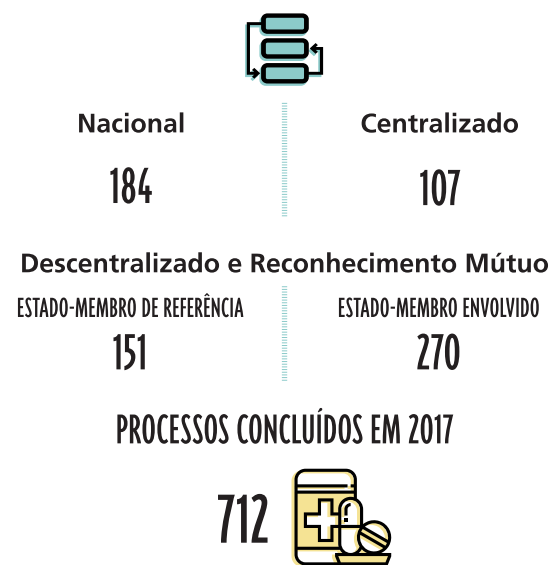 Nacional
Centralizado
184
107
Descentralizado e Reconhecimento Mútuo
ESTADO-MEMBRO DE REFERÊNCIA
ESTADO-MEMBRO ENVOLVIDO
151
270
PROCESSOS CONCLUÍDOS EM 2017
712